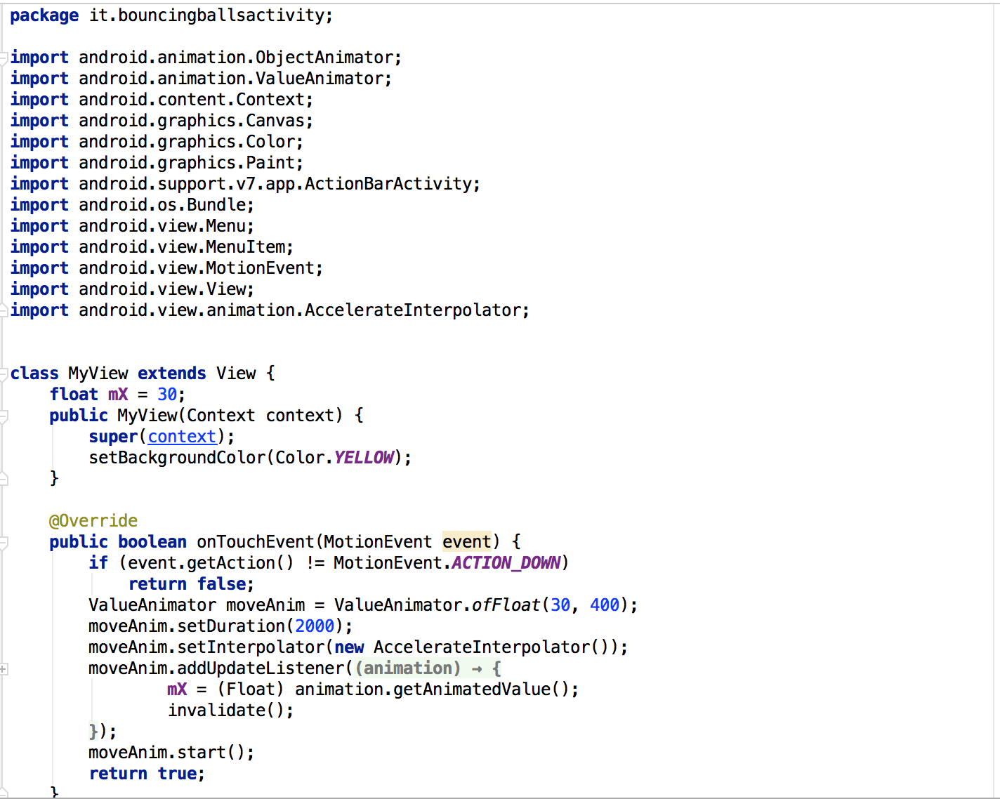 package it.bouncingballsactivity;

import android.animation.ObjectAnimator;
import android.animation.ValueAnimator;
import android.content.Context;
import android.graphics.Canvas;
import android.graphics.Color;
import android.graphics.Paint;
import android.support.v7.app.ActionBarActivity;
import android.os.Bundle;
import android.view.Menu;
import android.view.MenuItem;
import android.view.MotionEvent;
import android.view.View;
import android.view.animation.AccelerateInterpolator;


class MyView extends View {
    float mX = 30;
    public MyView(Context context) {
        super(context);
        setBackgroundColor(Color.YELLOW);
    }

    @Override
    public boolean onTouchEvent(MotionEvent event) {
        if (event.getAction() != MotionEvent.ACTION_DOWN)
            return false;
        ValueAnimator moveAnim = ValueAnimator.ofFloat(30, 400);
        moveAnim.setDuration(2000);
        moveAnim.setInterpolator(new AccelerateInterpolator());
        moveAnim.addUpdateListener((animation) → {
                mX = (Float) animation.getAnimatedValue();
                invalidate();
        });
        moveAnim.start();
        return true;
    }